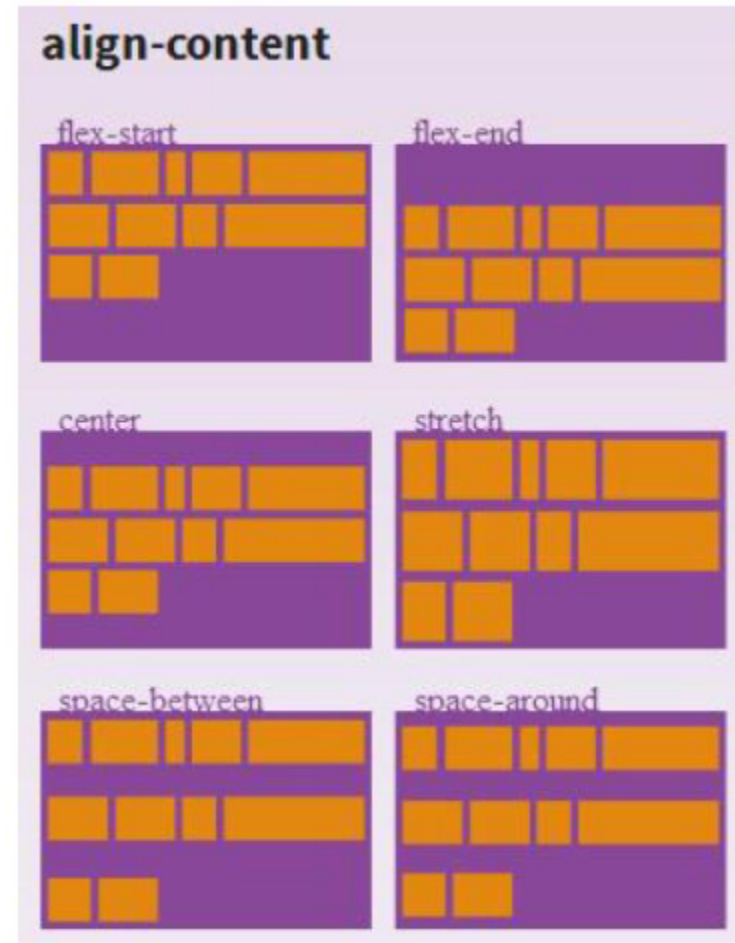 align-content
flex-start
flex-end
center
stretch
space-between
space-around